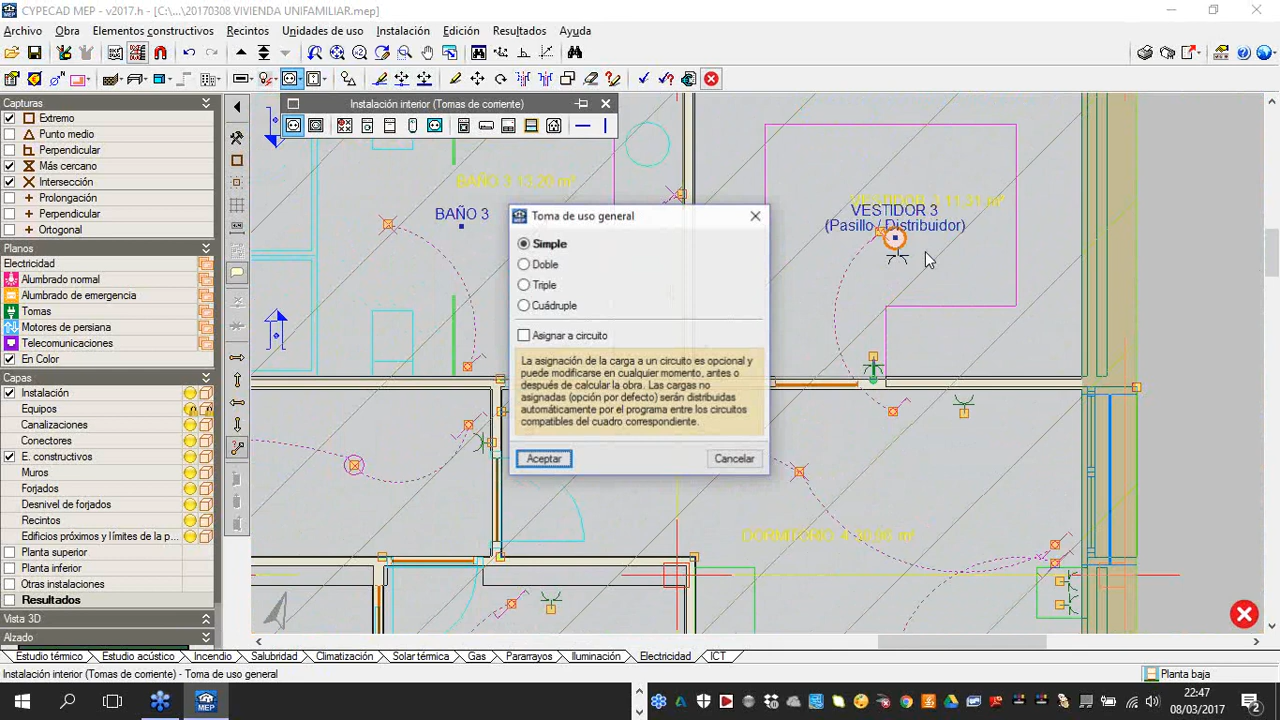 CYPECAD MEP - v2017.h - [C:\...\20170308 VIVIENDA UNIFAMILIAR.mep]
Archivo Obra Elementos constructivos Recintos Unidades de uso Instalación Edición Resultados Ayuda
Capturas
Extremo
Punto medio
Perpendicular
Más cercano
Intersección
Prolongación
Perpendicular
Ortogonal
Planos
Electricidad
Alumbrado normal
Alumbrado de emergencia
Tomas
Motores de persiana
Telecomunicaciones
En Color
Capas
Instalación
Equipos
Canalizaciones
Conectores
E. constructivos
Muros
Forjados
Desnivel de forjados
Recintos
Edificios próximos y límites de la p...
Planta superior
Planta inferior
Otras instalaciones
Resultados
Vista 3D
Alzado
Instalación interior (Tomas de corriente)
BAÑO 3
VESTIDOR 3
(Pasillo / Distribuidor)
Toma de uso general
Simple
Doble
Triple
Cuádruple
Asignar a circuito
La asignación de la carga a un circuito es opcional y
puede modificarse en cualquier momento, antes o
después de calcular la obra. Las cargas no
asignadas (opción por defecto) serán distribuidas
automáticamente por el programa entre los circuitos
compatibles del cuadro correspondiente.
Aceptar Cancelar
Estudio térmico Estudio acústico Incendio Salubridad Climatización Solar térmica Gas Pararrayos Iluminación Electricidad ICT
Instalación interior (Tomas de corriente) - Toma de uso general
Planta baja
MEP
22:47
08/03/2017
2